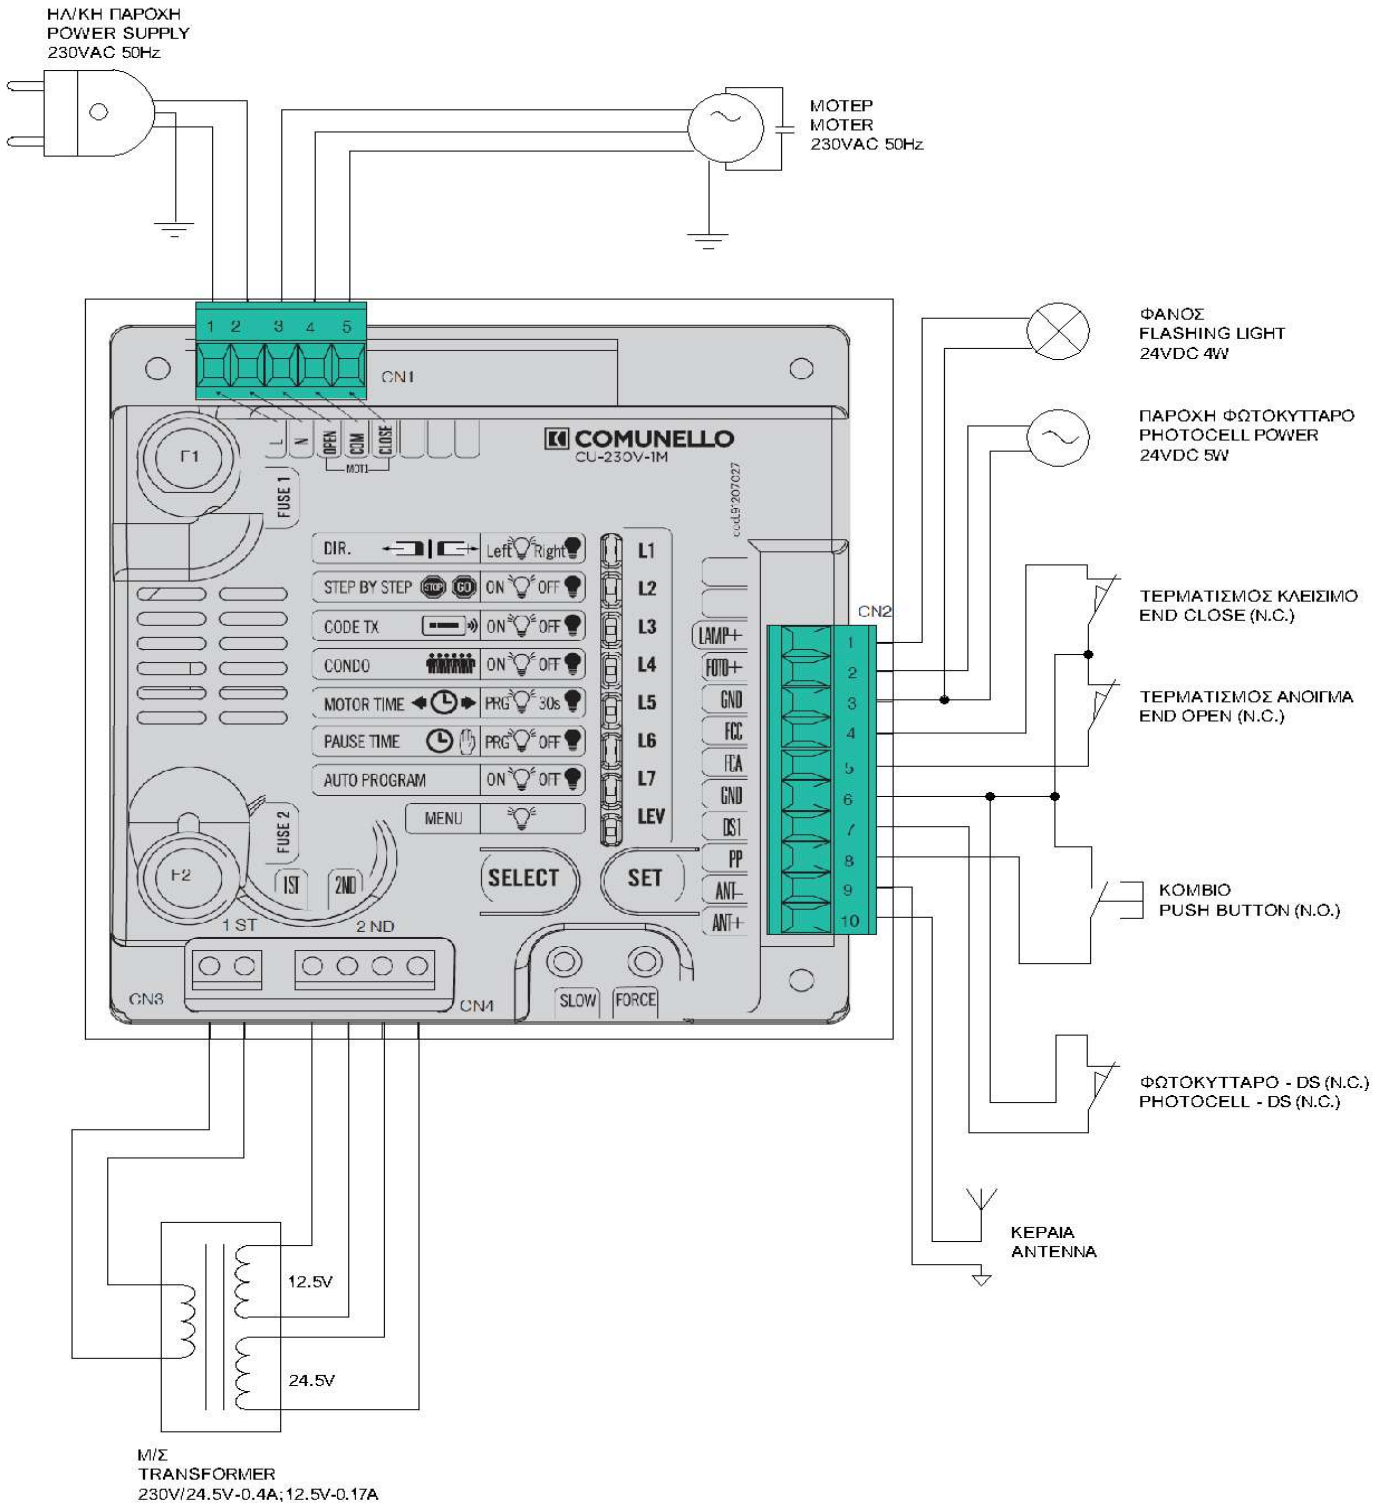 ΗΛ/ΚΗ ΠΑΡΟΧΗ
POWER SUPPLY
230VAC 50Hz
ΜΟΤΕΡ
MOTER
230VAC 50Hz
1 2 3 4 5
CN1
L N OPEN COM CLOSE
MOT1
F1
FUSE 1
COMUNELLO
CU-230V-1M
cod.91207027
DIR. Left Right L1
STEP BY STEP STOP GO ON OFF L2
CODE TX ON OFF L3
CONDO ON OFF L4
MOTOR TIME PRG 30s L5
PAUSE TIME PRG OFF L6
AUTO PROGRAM ON OFF L7
MENU LEV
SELECT SET
FUSE 2
F2
1ST 2ND
1 ST 2 ND
CN3 CN4
SLOW FORCE
CN2
LAMP+ 1
FOTO+ 2
GND 3
FCC 4
FCA 5
GND 6
DS1 7
PP 8
ANT- 9
ANT+ 10
ΦΑΝΟΣ
FLASHING LIGHT
24VDC 4W
ΠΑΡΟΧΗ ΦΩΤΟΚΥΤΤΑΡΟ
PHOTOCELL POWER
24VDC 5W
ΤΕΡΜΑΤΙΣΜΟΣ ΚΛΕΙΣΙΜΟ
END CLOSE (N.C.)
ΤΕΡΜΑΤΙΣΜΟΣ ΑΝΟΙΓΜΑ
END OPEN (N.C.)
ΚΟΜΒΙΟ
PUSH BUTTON (N.O.)
ΦΩΤΟΚΥΤΤΑΡΟ - DS (N.C.)
PHOTOCELL - DS (N.C.)
ΚΕΡΑΙΑ
ANTENNA
12.5V
24.5V
Μ/Σ
TRANSFORMER
230V/24.5V-0.4A; 12.5V-0.17A